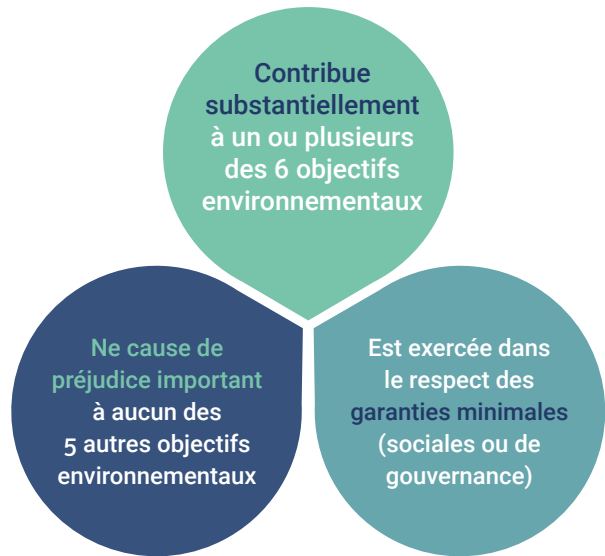 Contribue
substantiellement
à un ou plusieurs
des 6 objectifs
environnementaux
Ne cause de
préjudice important
à aucun des
5 autres objectifs
environnementaux
Est exercée dans
le respect des
garanties minimales
(sociales ou de
gouvernance)